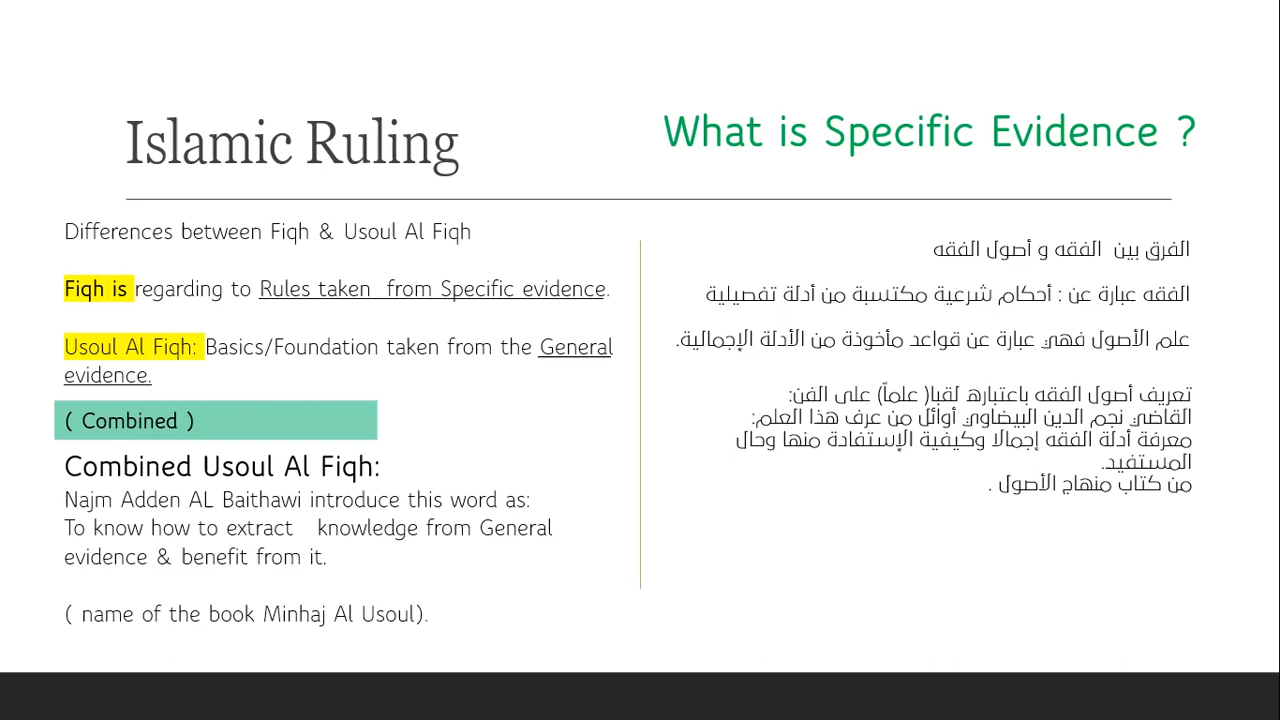 Islamic Ruling
What is Specific Evidence ?
Differences between Fiqh & Usoul Al Fiqh
Fiqh is regarding to Rules taken from Specific evidence.
Usoul Al Fiqh: Basics/Foundation taken from the General
evidence.
( Combined )
Combined Usoul Al Fiqh:
Najm Adden AL Baithawi introduce this word as:
To know how to extract knowledge from General
evidence & benefit from it.
( name of the book Minhaj Al Usoul).
الفرق بين الفقه و أصول الفقه
الفقه عبارة عن : أحكام شرعية مكتسبة من أدلة تفصيلية
علم الأصول فهي عبارة عن قواعد مأخوذة من الأدلة الإجمالية.
تعريف أصول الفقه باعتباره لقبا( علماً) على الفن:
القاضي نجم الدين البيضاوي أوائل من عرف هذا العلم:
معرفة أدلة الفقه إجمالا وكيفية الإستفادة منها وحال
المستفيد.
من كتاب منهاج الأصول .